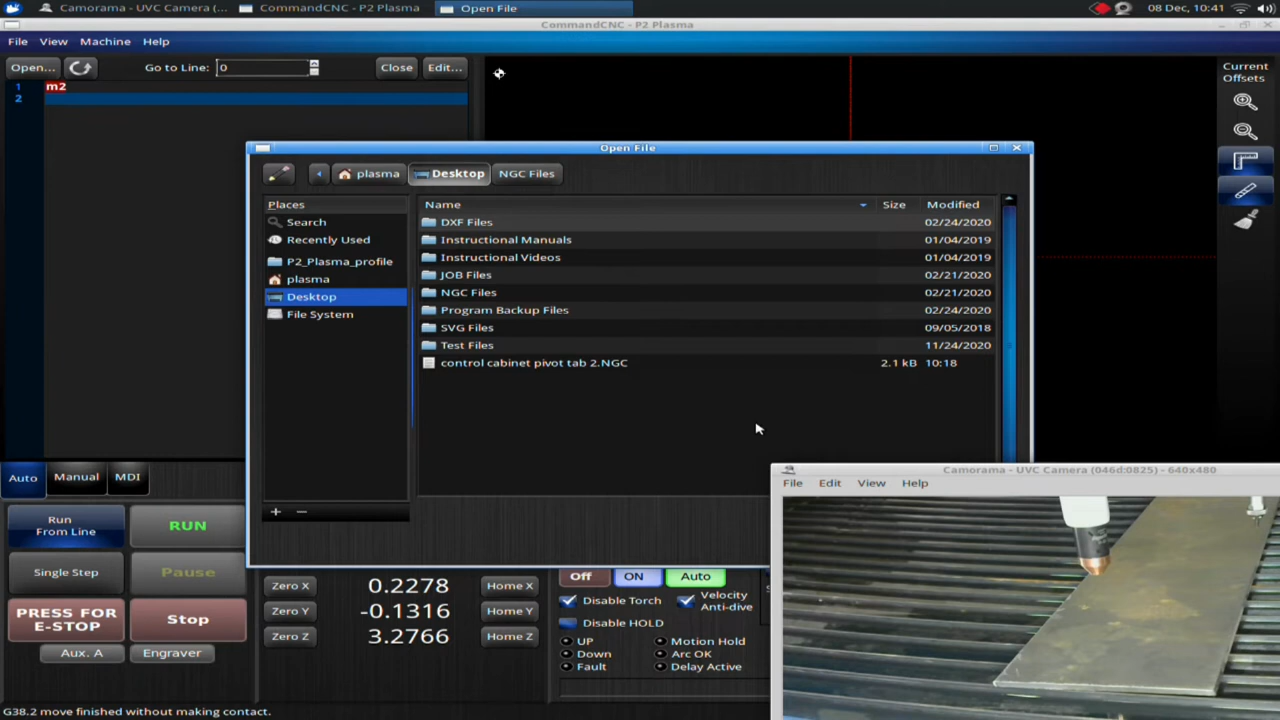 Camorama - UVC Camera (...
CommandCNC - P2 Plasma
Open File
08 Dec, 10:41
CommandCNC - P2 Plasma
File View Machine Help
Open... Go to Line: 0 Close Edit...
Current
Offsets
1 m2
2
Open File
plasma Desktop NGC Files
Places
Search
Recently Used
P2_Plasma_profile
plasma
Desktop
File System
Name Size Modified
DXF Files 02/24/2020
Instructional Manuals 01/04/2019
Instructional Videos 01/04/2019
JOB Files 02/21/2020
NGC Files 02/21/2020
Program Backup Files 02/24/2020
SVG Files 09/05/2018
Test Files 11/24/2020
control cabinet pivot tab 2.NGC 2.1 kB 10:18
Auto Manual MDI
Run
From Line
RUN
Single Step Pause
PRESS FOR
E-STOP
Stop
Aux. A Engraver
Zero X 0.2278 Home X
Zero Y -0.1316 Home Y
Zero Z 3.2766 Home Z
Off ON Auto
Disable Torch
Velocity
Anti-dive
Disable HOLD
UP Motion Hold
Down Arc OK
Fault Delay Active
Camorama - UVC Camera (046d:0825) - 640x480
File Edit View Help
G38.2 move finished without making contact.